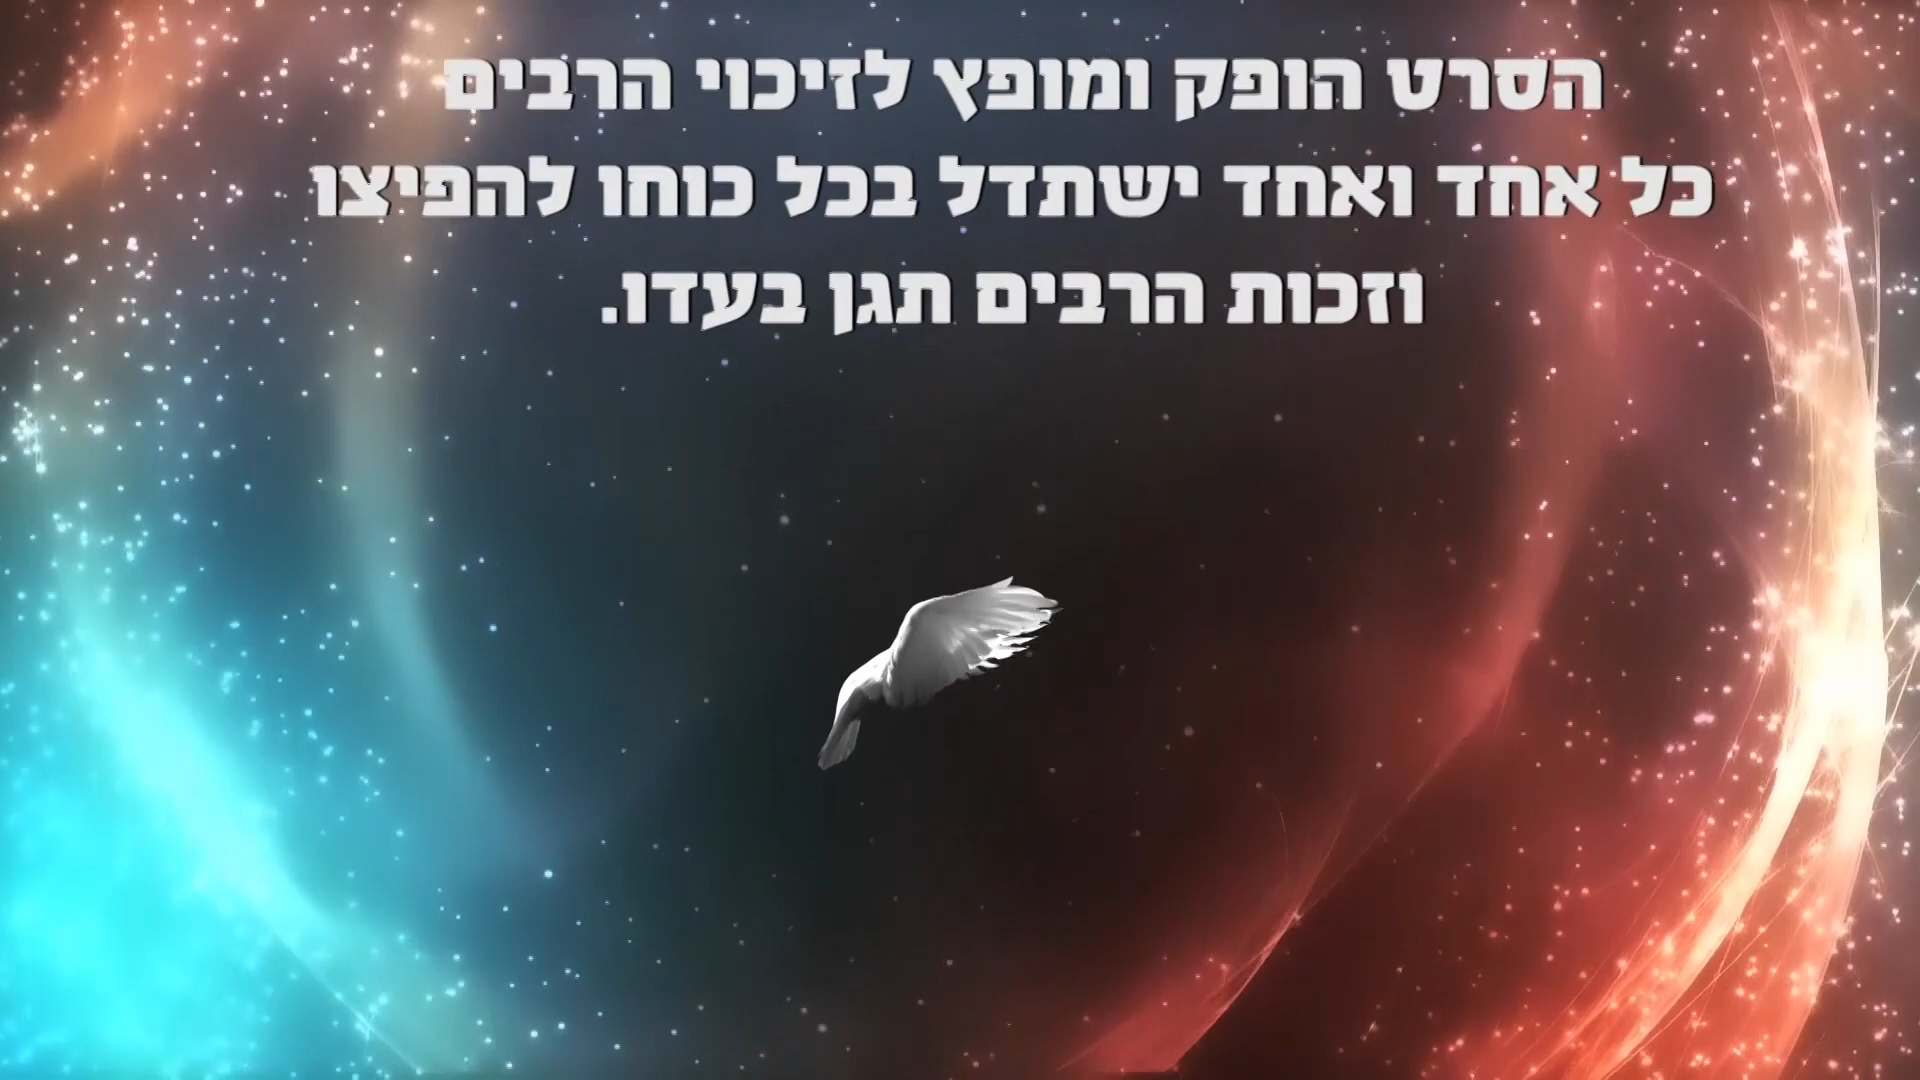 הסרט הופק ומופץ לזיכוי הרבים
כל אחד ואחד ישתדל בכל כוחו להפיצו
וזכות הרבים תגן בעדו.